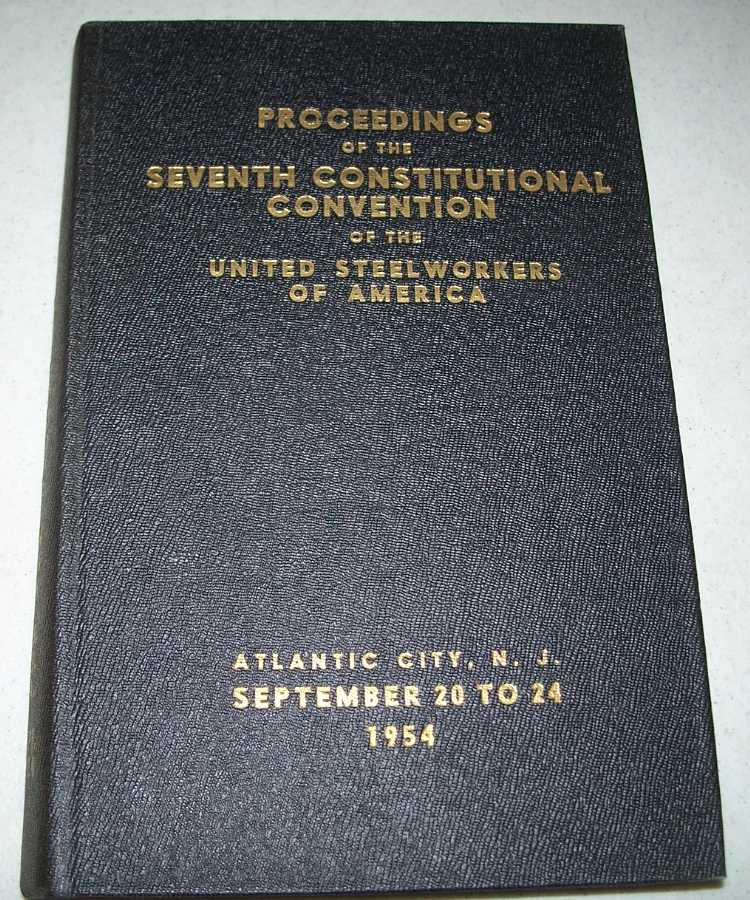 PROCEEDINGS
OF THE
SEVENTH CONSTITUTIONAL
CONVENTION
OF THE
UNITED STEELWORKERS
OF AMERICA
ATLANTIC CITY, N. J.
SEPTEMBER 20 TO 24
1954